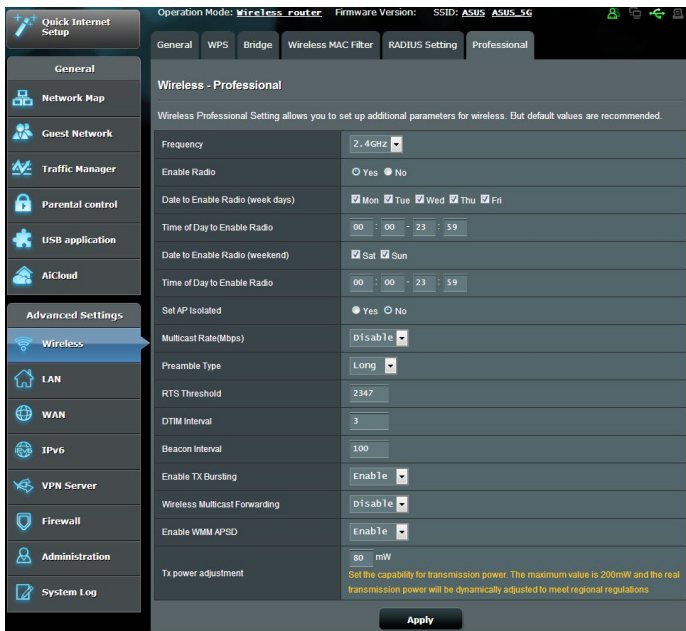 Operation Mode: Wireless router Firmware Version: SSID: ASUS ASUS_5G
Quick Internet Setup
General WPS Bridge Wireless MAC Filter RADIUS Setting Professional
General
Network Map
Guest Network
Traffic Manager
Parental control
USB application
AiCloud
Advanced Settings
Wireless
LAN
WAN
IPv6
IPv6
VPN Server
Firewall
Administration
System Log
Wireless - Professional
Wireless Professional Setting allows you to set up additional parameters for wireless. But default values are recommended.
Frequency 2.4GHz
Enable Radio Yes No
Date to Enable Radio (week days) Mon Tue Wed Thu Fri
Time of Day to Enable Radio 00 : 00 - 23 : 59
Date to Enable Radio (weekend) Sat Sun
Time of Day to Enable Radio 00 : 00 - 23 : 59
Set AP Isolated Yes No
Multicast Rate(Mbps) Disable
Preamble Type Long
RTS Threshold 2347
DTIM Interval 3
Beacon Interval 100
Enable TX Bursting Enable
Wireless Multicast Forwarding Disable
Enable WMM APSD Enable
Tx power adjustment 80 mW
Set the capability for transmission power. The maximum value is 200mW and the real
transmission power will be dynamically adjusted to meet regional regulations
Apply